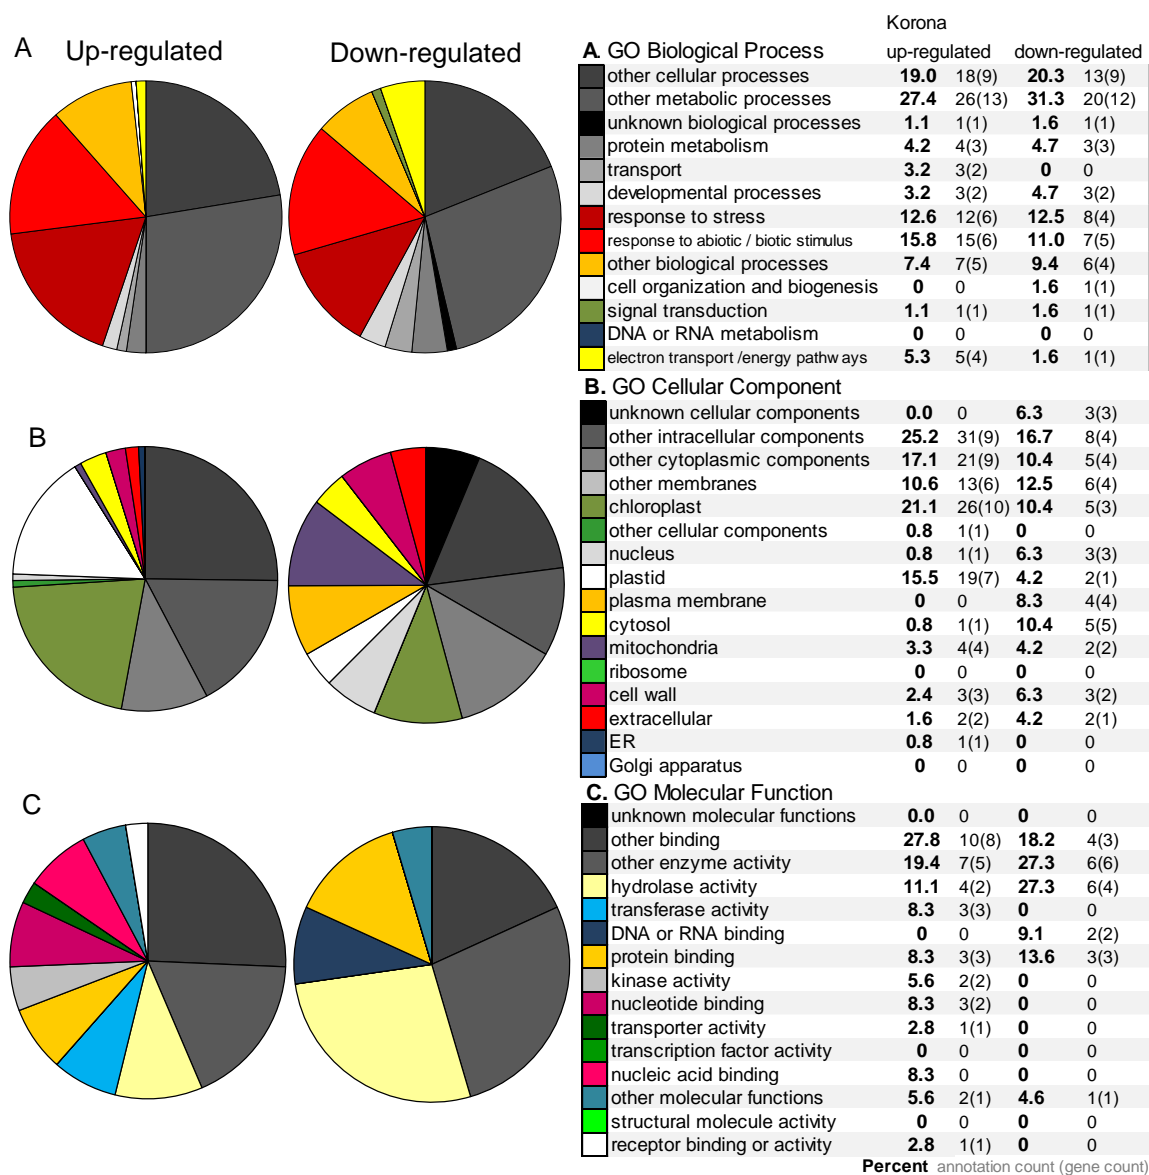 A
Up-regulated
Down-regulated
B
C
Korona
A. GO Biological Process up-regulated down-regulated
other cellular processes 19.0 18(9) 20.3 13(9)
other metabolic processes 27.4 26(13) 31.3 20(12)
unknown biological processes 1.1 1(1) 1.6 1(1)
protein metabolism 4.2 4(3) 4.7 3(3)
transport 3.2 3(2) 0 0
developmental processes 3.2 3(2) 4.7 3(2)
response to stress 12.6 12(6) 12.5 8(4)
response to abiotic / biotic stimulus 15.8 15(6) 11.0 7(5)
other biological processes 7.4 7(5) 9.4 6(4)
cell organization and biogenesis 0 0 1.6 1(1)
signal transduction 1.1 1(1) 1.6 1(1)
DNA or RNA metabolism 0 0 0 0
electron transport /energy pathways 5.3 5(4) 1.6 1(1)
B. GO Cellular Component
unknown cellular components 0.0 0 6.3 3(3)
other intracellular components 25.2 31(9) 16.7 8(4)
other cytoplasmic components 17.1 21(9) 10.4 5(4)
other membranes 10.6 13(6) 12.5 6(4)
chloroplast 21.1 26(10) 10.4 5(3)
other cellular components 0.8 1(1) 0 0
nucleus 0.8 1(1) 6.3 3(3)
plastid 15.5 19(7) 4.2 2(1)
plasma membrane 0 0 8.3 4(4)
cytosol 0.8 1(1) 10.4 5(5)
mitochondria 3.3 4(4) 4.2 2(2)
ribosome 0 0 0 0
cell wall 2.4 3(3) 6.3 3(2)
extracellular 1.6 2(2) 4.2 2(1)
ER 0.8 1(1) 0 0
Golgi apparatus 0 0 0 0
C. GO Molecular Function
unknown molecular functions 0.0 0 0 0
other binding 27.8 10(8) 18.2 4(3)
other enzyme activity 19.4 7(5) 27.3 6(6)
hydrolase activity 11.1 4(2) 27.3 6(4)
transferase activity 8.3 3(3) 0 0
DNA or RNA binding 0 0 9.1 2(2)
protein binding 8.3 3(3) 13.6 3(3)
kinase activity 5.6 2(2) 0 0
nucleotide binding 8.3 3(2) 0 0
transporter activity 2.8 1(1) 0 0
transcription factor activity 0 0 0 0
nucleic acid binding 8.3 0 0 0
other molecular functions 5.6 2(1) 4.6 1(1)
structural molecule activity 0 0 0 0
receptor binding or activity 2.8 1(1) 0 0
Percent annotation count (gene count)